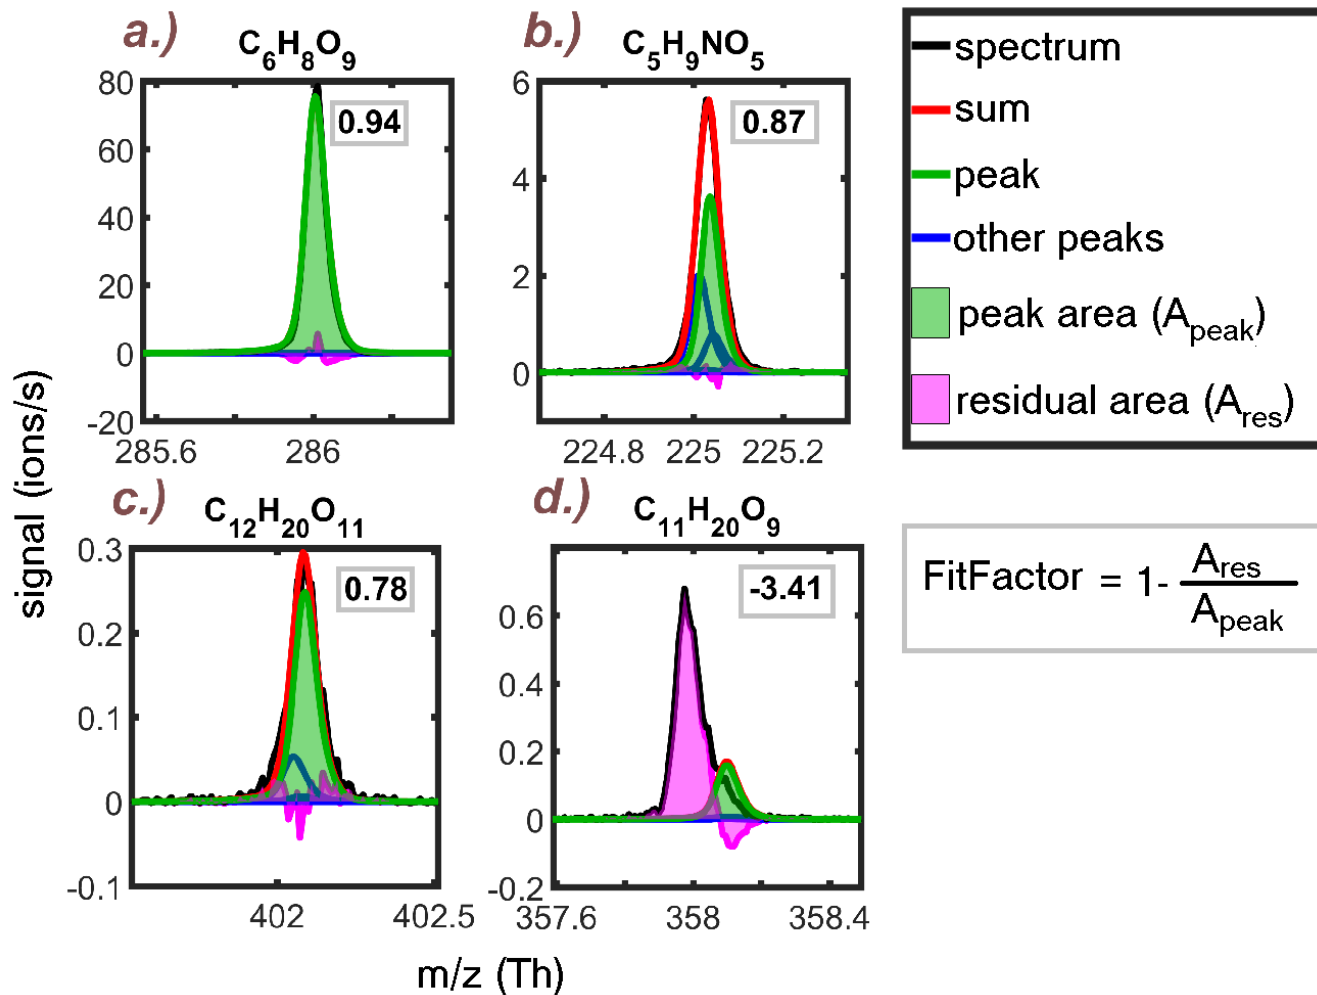 a.)
C6H8O9
0.94
80
60
40
20
0
-20
285.6 286
b.)
C5H9NO5
0.87
6
4
2
0
224.8 225 225.2
spectrum
sum
peak
other peaks
peak area (Apeak)
residual area (Ares)
c.)
C12H20O11
0.78
0.3
0.2
0.1
0
-0.1
402 402.5
d.)
C11H20O9
-3.41
0.6
0.4
0.2
0
-0.2
357.6 358 358.4
FitFactor = 1- Ares
Apeak
signal (ions/s)
m/z (Th)